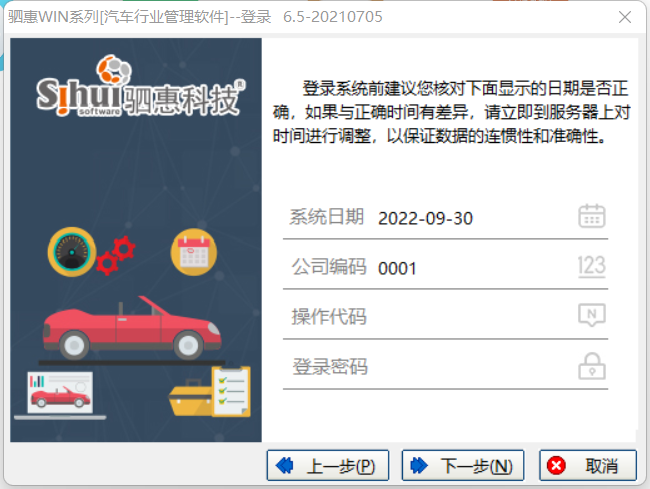 驷惠WIN系列[汽车行业管理软件]--登录 6.5-20210705
Sihui驷惠科技®
software
登录系统前建议您核对下面显示的日期是否正
确，如果与正确时间有差异，请立即到服务器上对
时间进行调整，以保证数据的连惯性和准确性。
系统日期 2022-09-30
公司编码 0001 123
操作代码 N
登录密码
上一步(P) 下一步(N) 取消